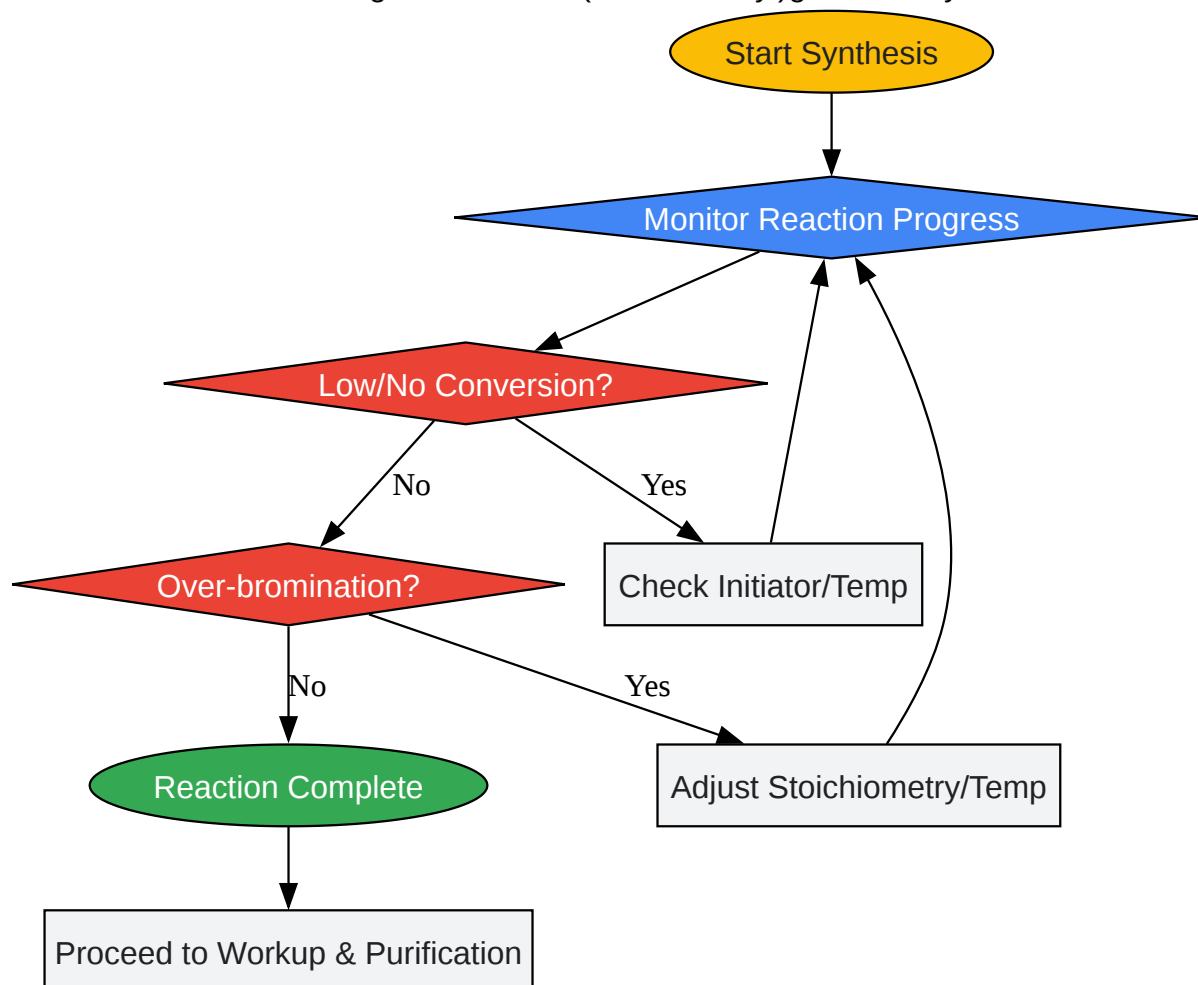 Start Synthesis
Monitor Reaction Progress
Low/No Conversion?
No
Yes
Over-bromination?
Check Initiator/Temp
No
Yes
Reaction Complete
Adjust Stoichiometry/Temp
Proceed to Workup & Purification